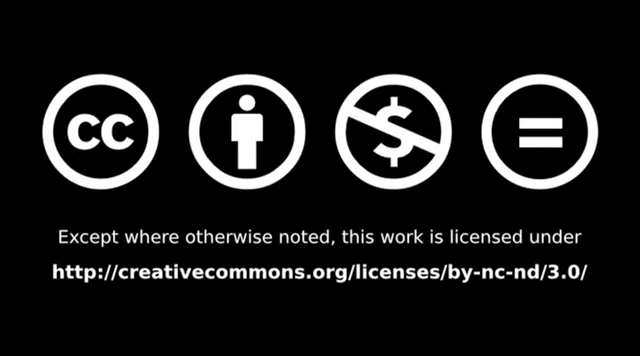 cc
$
=
Except where otherwise noted, this work is licensed under
http://creativecommons.org/licenses/by-nc-nd/3.0/